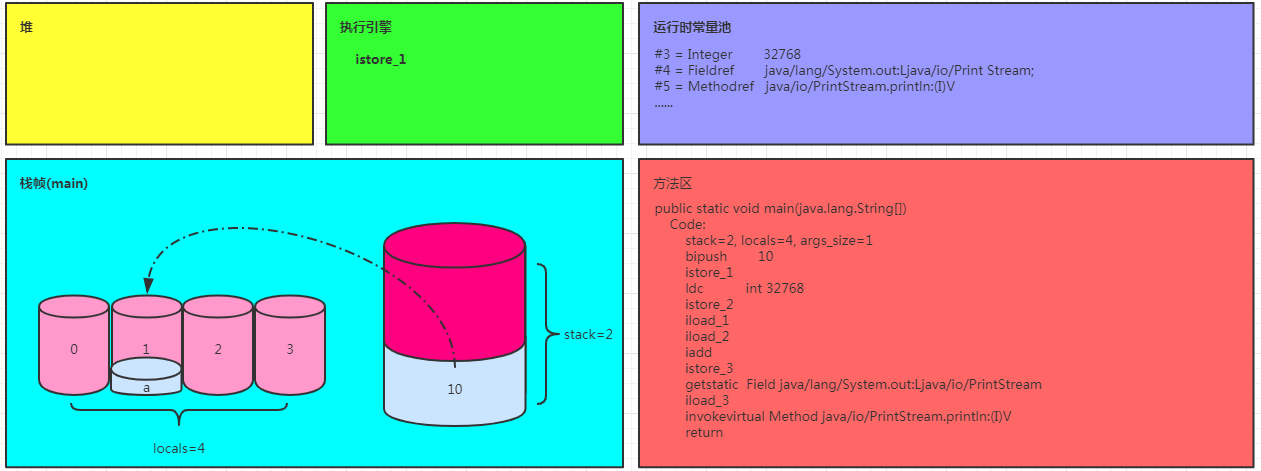 堆
执行引擎
istore_1
运行时常量池
#3 = Integer 32768
#4 = Fieldref java/lang/System.out:Ljava/io/Print Stream;
#5 = Methodref java/io/PrintStream.println:(I)V
......
栈帧(main)
0
1
2
3
a
10
stack=2
locals=4
方法区
public static void main(java.lang.String[])
Code:
stack=2, locals=4, args_size=1
bipush 10
istore_1
ldc int 32768
istore_2
iload_1
iload_2
iadd
istore_3
getstatic Field java/lang/System.out:Ljava/io/PrintStream
iload_3
invokevirtual Method java/io/PrintStream.println:(I)V
return